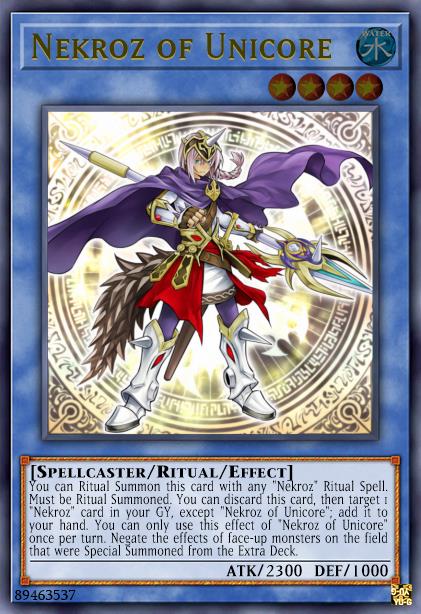 NEKROZ OF UNICORE
WATER
水
[SPELLCASTER/RITUAL/EFFECT]
You can Ritual Summon this card with any "Nekroz" Ritual Spell.
Must be Ritual Summoned. You can discard this card, then target 1
"Nekroz" card in your GY, except "Nekroz of Unicore"; add it to
your hand. You can only use this effect of "Nekroz of Unicore"
once per turn. Negate the effects of face-up monsters on the field
that were Special Summoned from the Extra Deck.
ATK/2300 DEF/1000
89463537